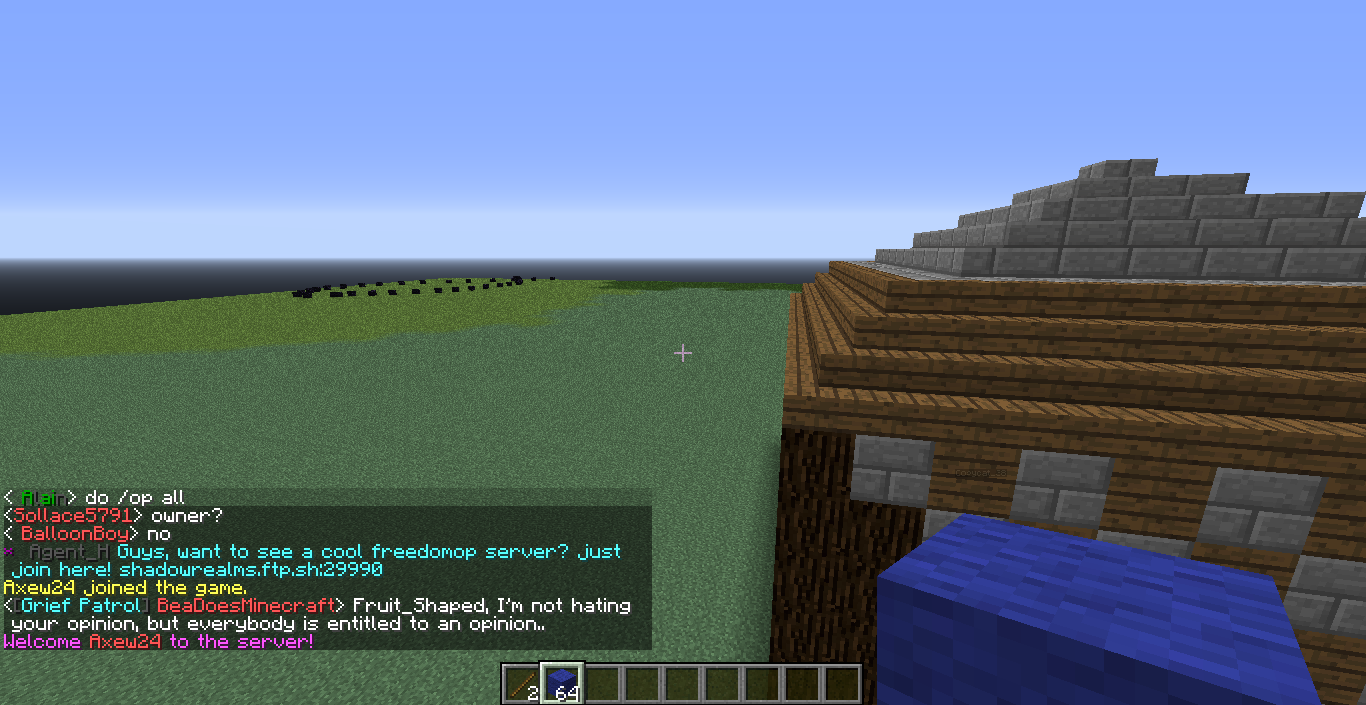 < Alair> do /op all
<Sollace5791> owner?
< BalloonBoy> no
* Agent_H Guys, want to see a cool freedomop server? just
join here! shadowrealms.ftp.sh:29990
Axew24 joined the game.
<[Grief Patrol] BeaDoesMinecraft> Fruit_Shaped, I'm not hating
your opinion, but everybody is entitled to an opinion..
Welcome Axew24 to the server!
2 64